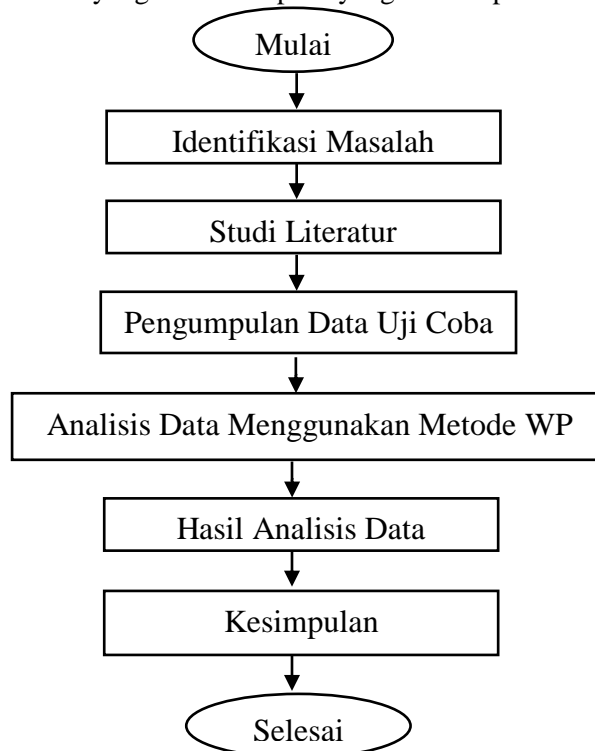 Mulai
Identifikasi Masalah
Studi Literatur
Pengumpulan Data Uji Coba
Analisis Data Menggunakan Metode WP
Hasil Analisis Data
Kesimpulan
Selesai